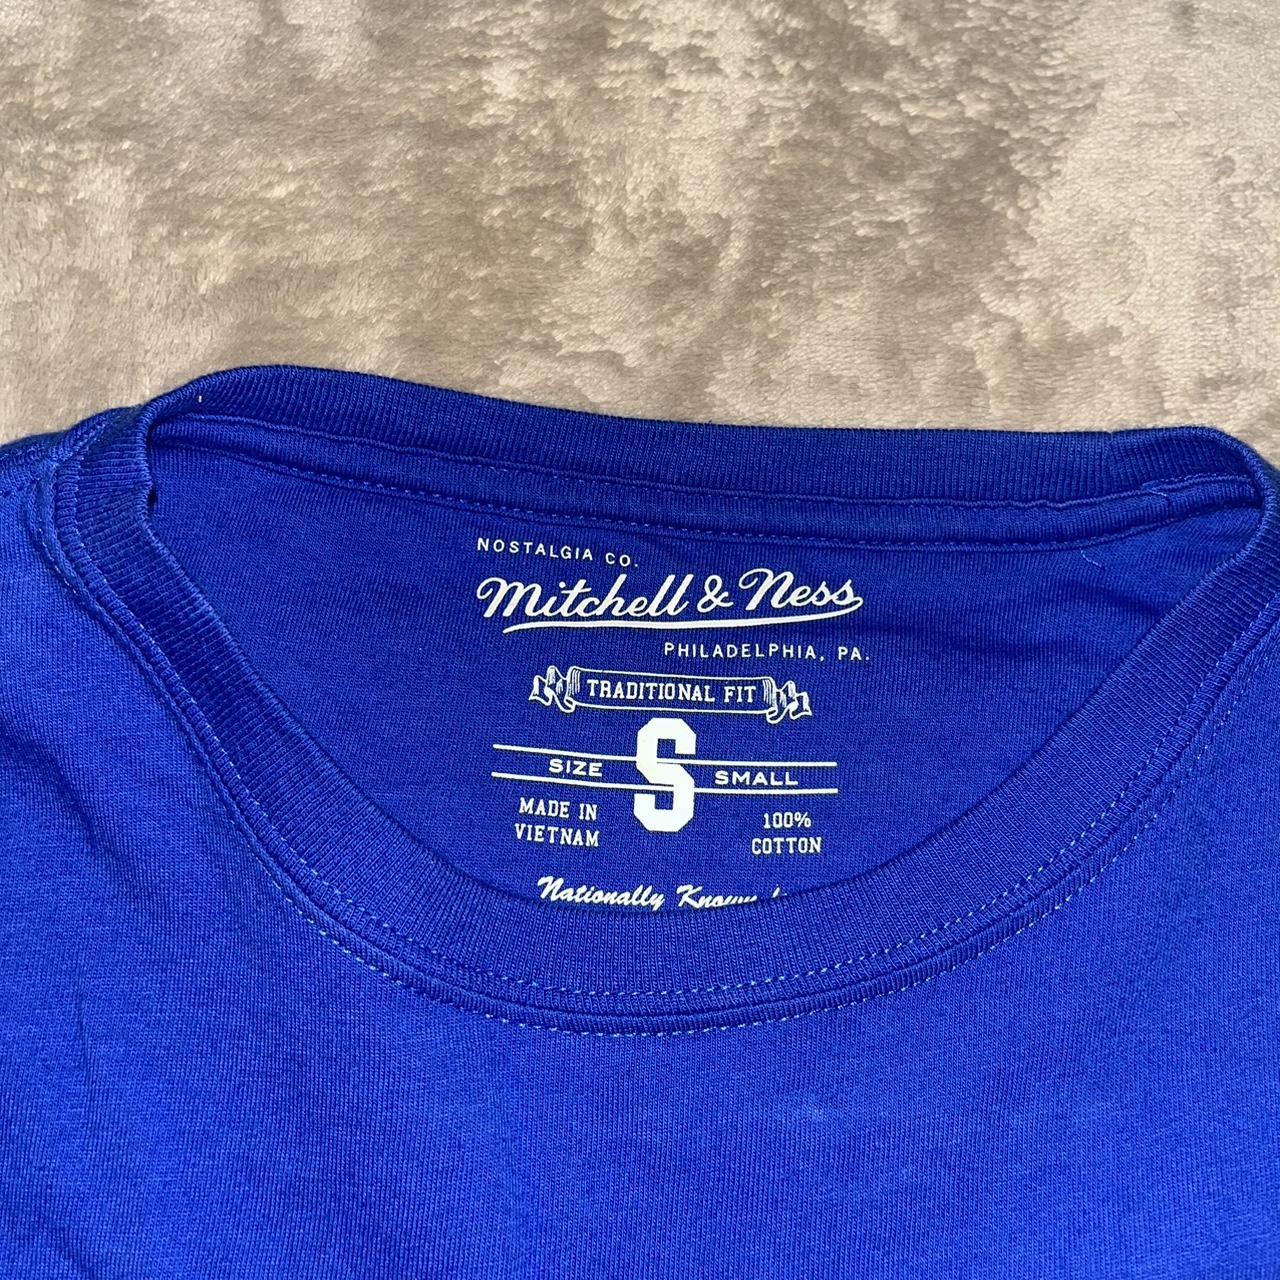 NOSTALGIA CO.
Mitchell & Ness
PHILADELPHIA, PA.
TRADITIONAL FIT
SIZE S SMALL
MADE IN
VIETNAM
100%
COTTON
Nationally